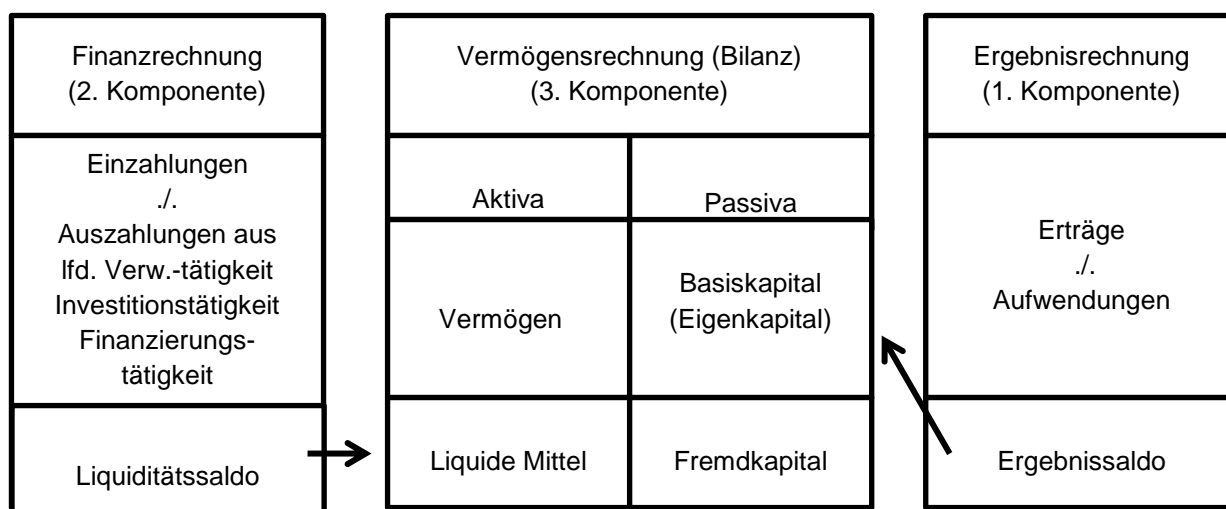 Finanzrechnung
(2. Komponente)
Einzahlungen
./.
Auszahlungen aus
lfd. Verw.-tätigkeit
Investitionstätigkeit
Finanzierungs-
tätigkeit
Liquiditätssaldo
Vermögensrechnung (Bilanz)
(3. Komponente)
Aktiva
Passiva
Vermögen
Basiskapital
(Eigenkapital)
Liquide Mittel
Fremdkapital
Ergebnisrechnung
(1. Komponente)
Erträge
./.
Aufwendungen
Ergebnissaldo